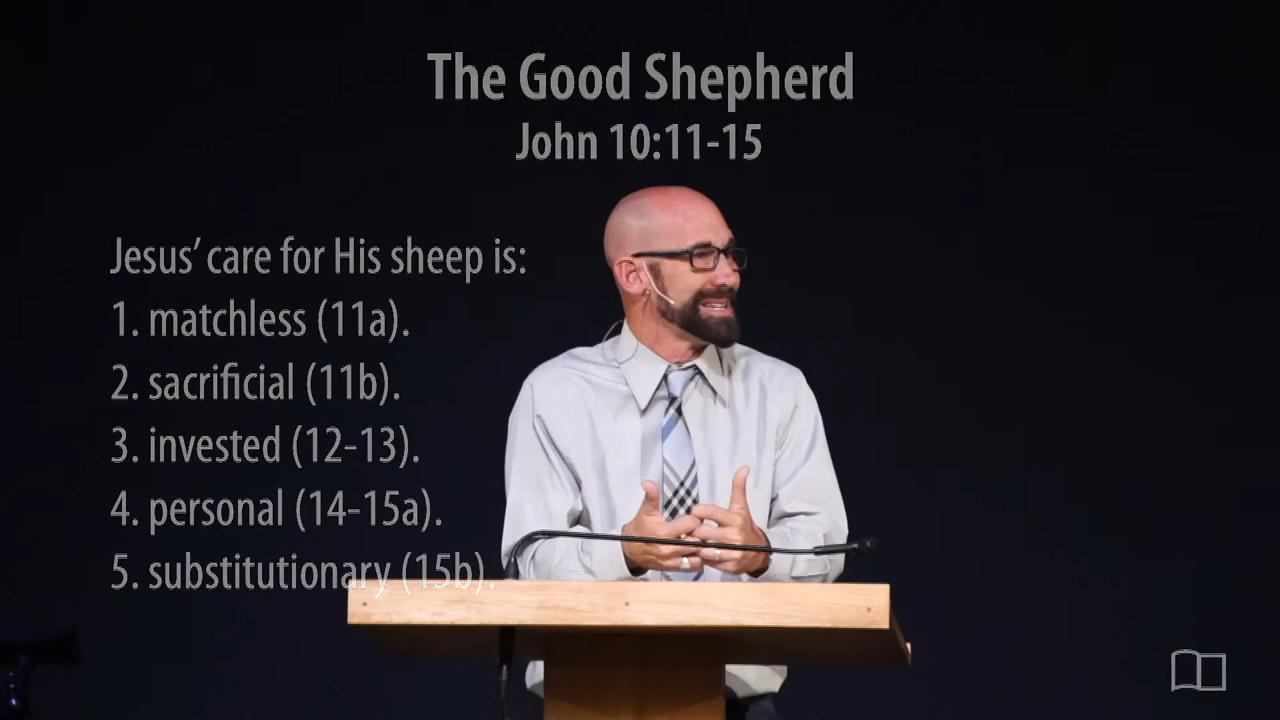 The Good Shepherd
John 10:11-15
Jesus’ care for His sheep is:
1. matchless (11a).
2. sacrificial (11b).
3. invested (12-13).
4. personal (14-15a).
5. substitutionary (15b).